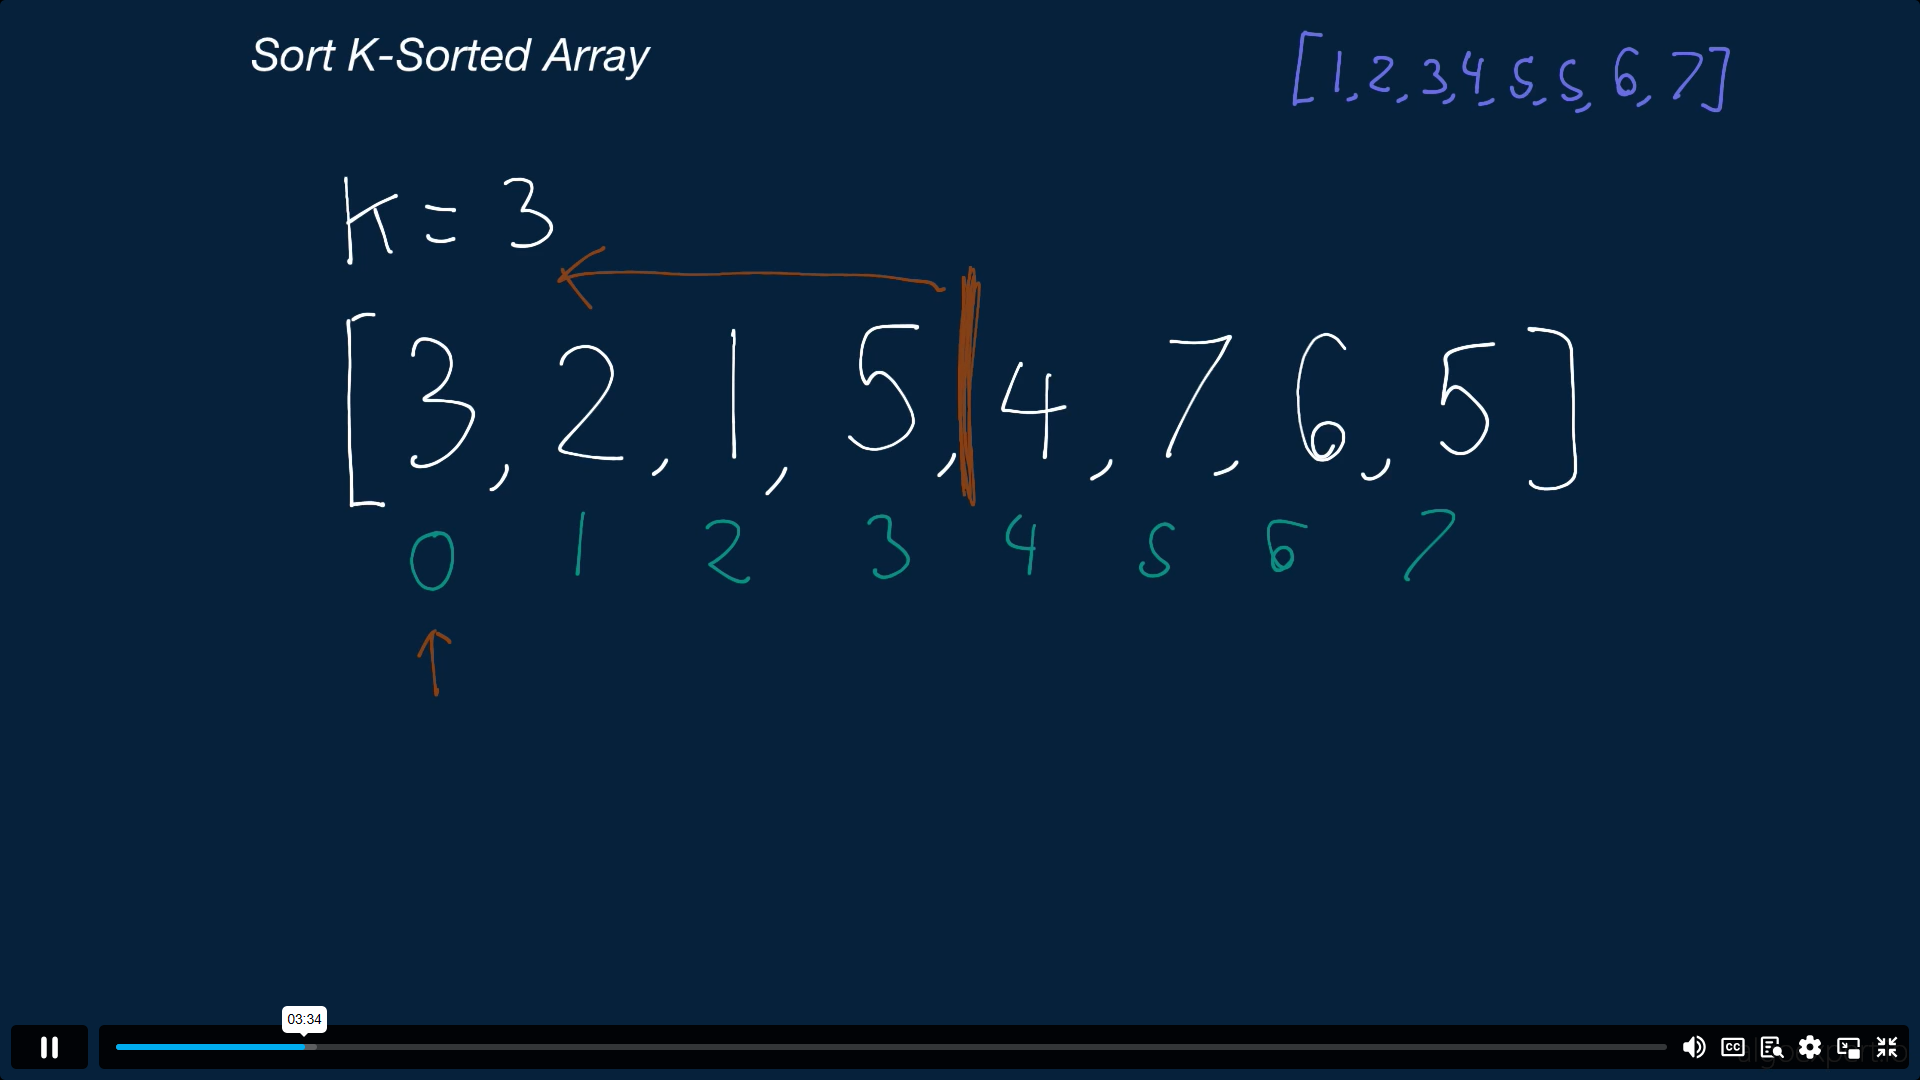 Sort K-Sorted Array
[1, 2, 3, 4, 5, 5, 6, 7]
K = 3
[3, 2, 1, 5, 4, 7, 6, 5]
0 1 2 3 4 5 6 7
03:34
CC